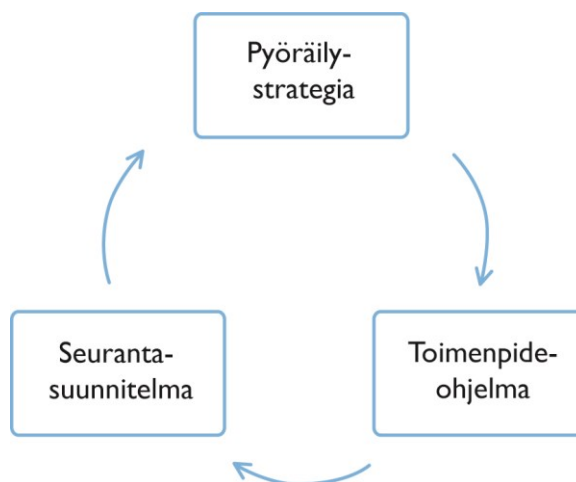 Pyöräily-
strategia
Seuranta-
suunnitelma
Toimenpide-
ohjelma